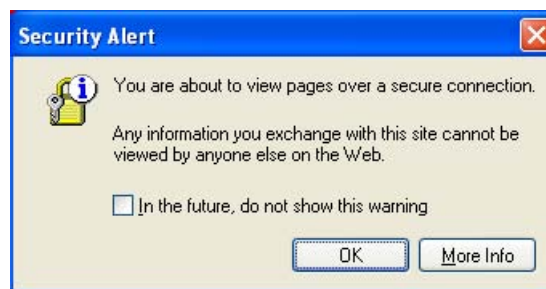 Security Alert
You are about to view pages over a secure connection.
Any information you exchange with this site cannot be
viewed by anyone else on the Web.
In the future, do not show this warning
OK More Info